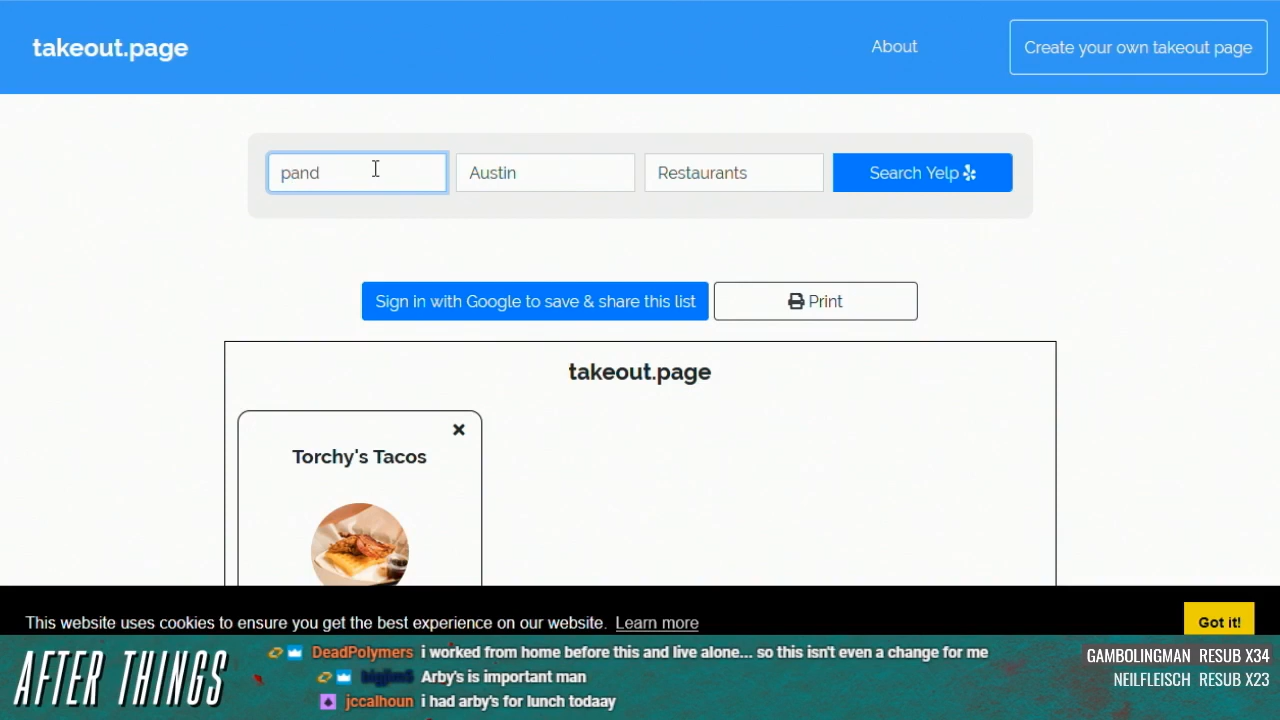 takeout.page
About
Create your own takeout page
pand
Austin
Restaurants
Search Yelp
Sign in with Google to save & share this list
Print
takeout.page
Torchy's Tacos
This website uses cookies to ensure you get the best experience on our website. Learn more
Got it!
AFTER THINGS
DeadPolymers i worked from home before this and live alone... so this isn't even a change for me
bigjim5 Arby's is important man
jccalhoun i had arby's for lunch todaay
GAMBOLINGMAN RESUB X34
NEILFLEISCH RESUB X23